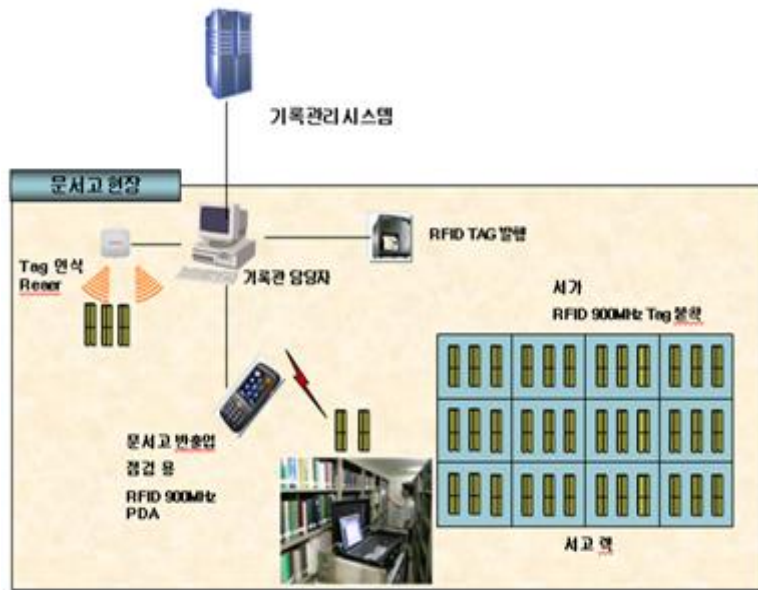 기록관리 시스템
문서고 현장
RFID TAG 발행
Tag 인식
Reaer
기록관 담당자
서가
RFID 900MHz Tag 붙착
문서고 반출입
점검 용
RFID 900MHz
PDA
서고 랙